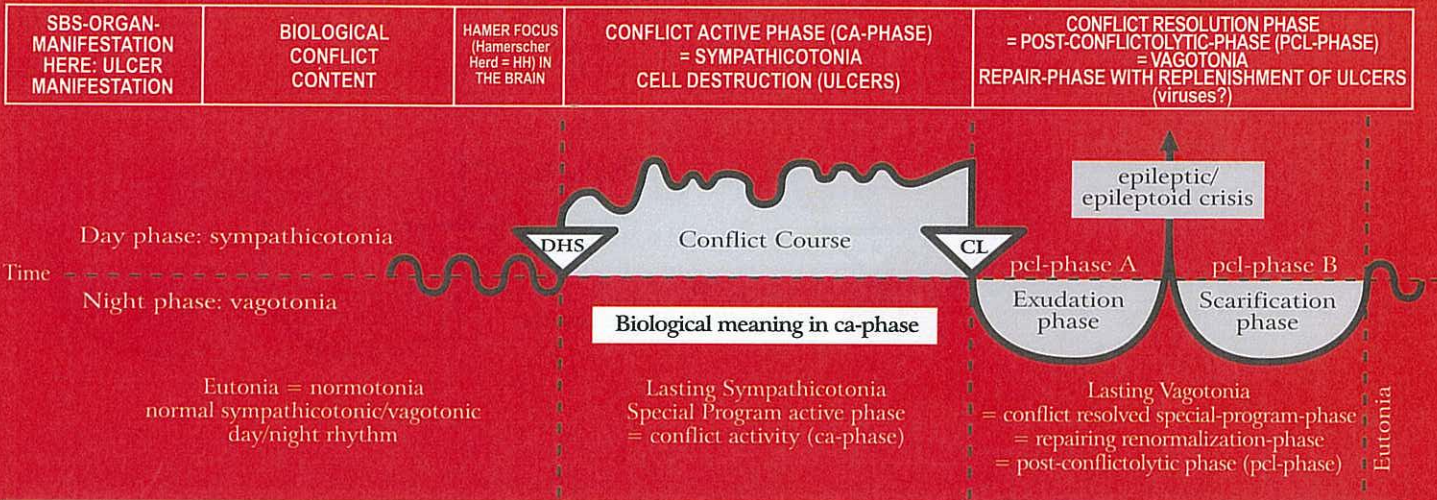 SBS-ORGAN-
MANIFESTATION
HERE: ULCER
MANIFESTATION
BIOLOGICAL
CONFLICT
CONTENT
HAMER FOCUS
(Hamerscher
Herd = HH) IN
THE BRAIN
CONFLICT ACTIVE PHASE (CA-PHASE)
= SYMPATHICOTONIA
CELL DESTRUCTION (ULCERS)
CONFLICT RESOLUTION PHASE
= POST-CONFLICTOLYTIC-PHASE (PCL-PHASE)
= VAGOTONIA
REPAIR-PHASE WITH REPLENISHMENT OF ULCERS
(viruses?)
epileptic/
epileptoid crisis
Day phase: sympathicotonia
DHS
Conflict Course
CL
Time
pcl-phase A
pcl-phase B
Night phase: vagotonia
Exudation
phase
Scarification
phase
Biological meaning in ca-phase
Eutonia = normotonia
normal sympathicotonic/vagotonic
day/night rhythm
Lasting Sympathicotonia
Special Program active phase
= conflict activity (ca-phase)
Lasting Vagotonia
= conflict resolved special-program-phase
= repairing renormalization-phase
= post-conflictolytic phase (pcl-phase)
Eutonia